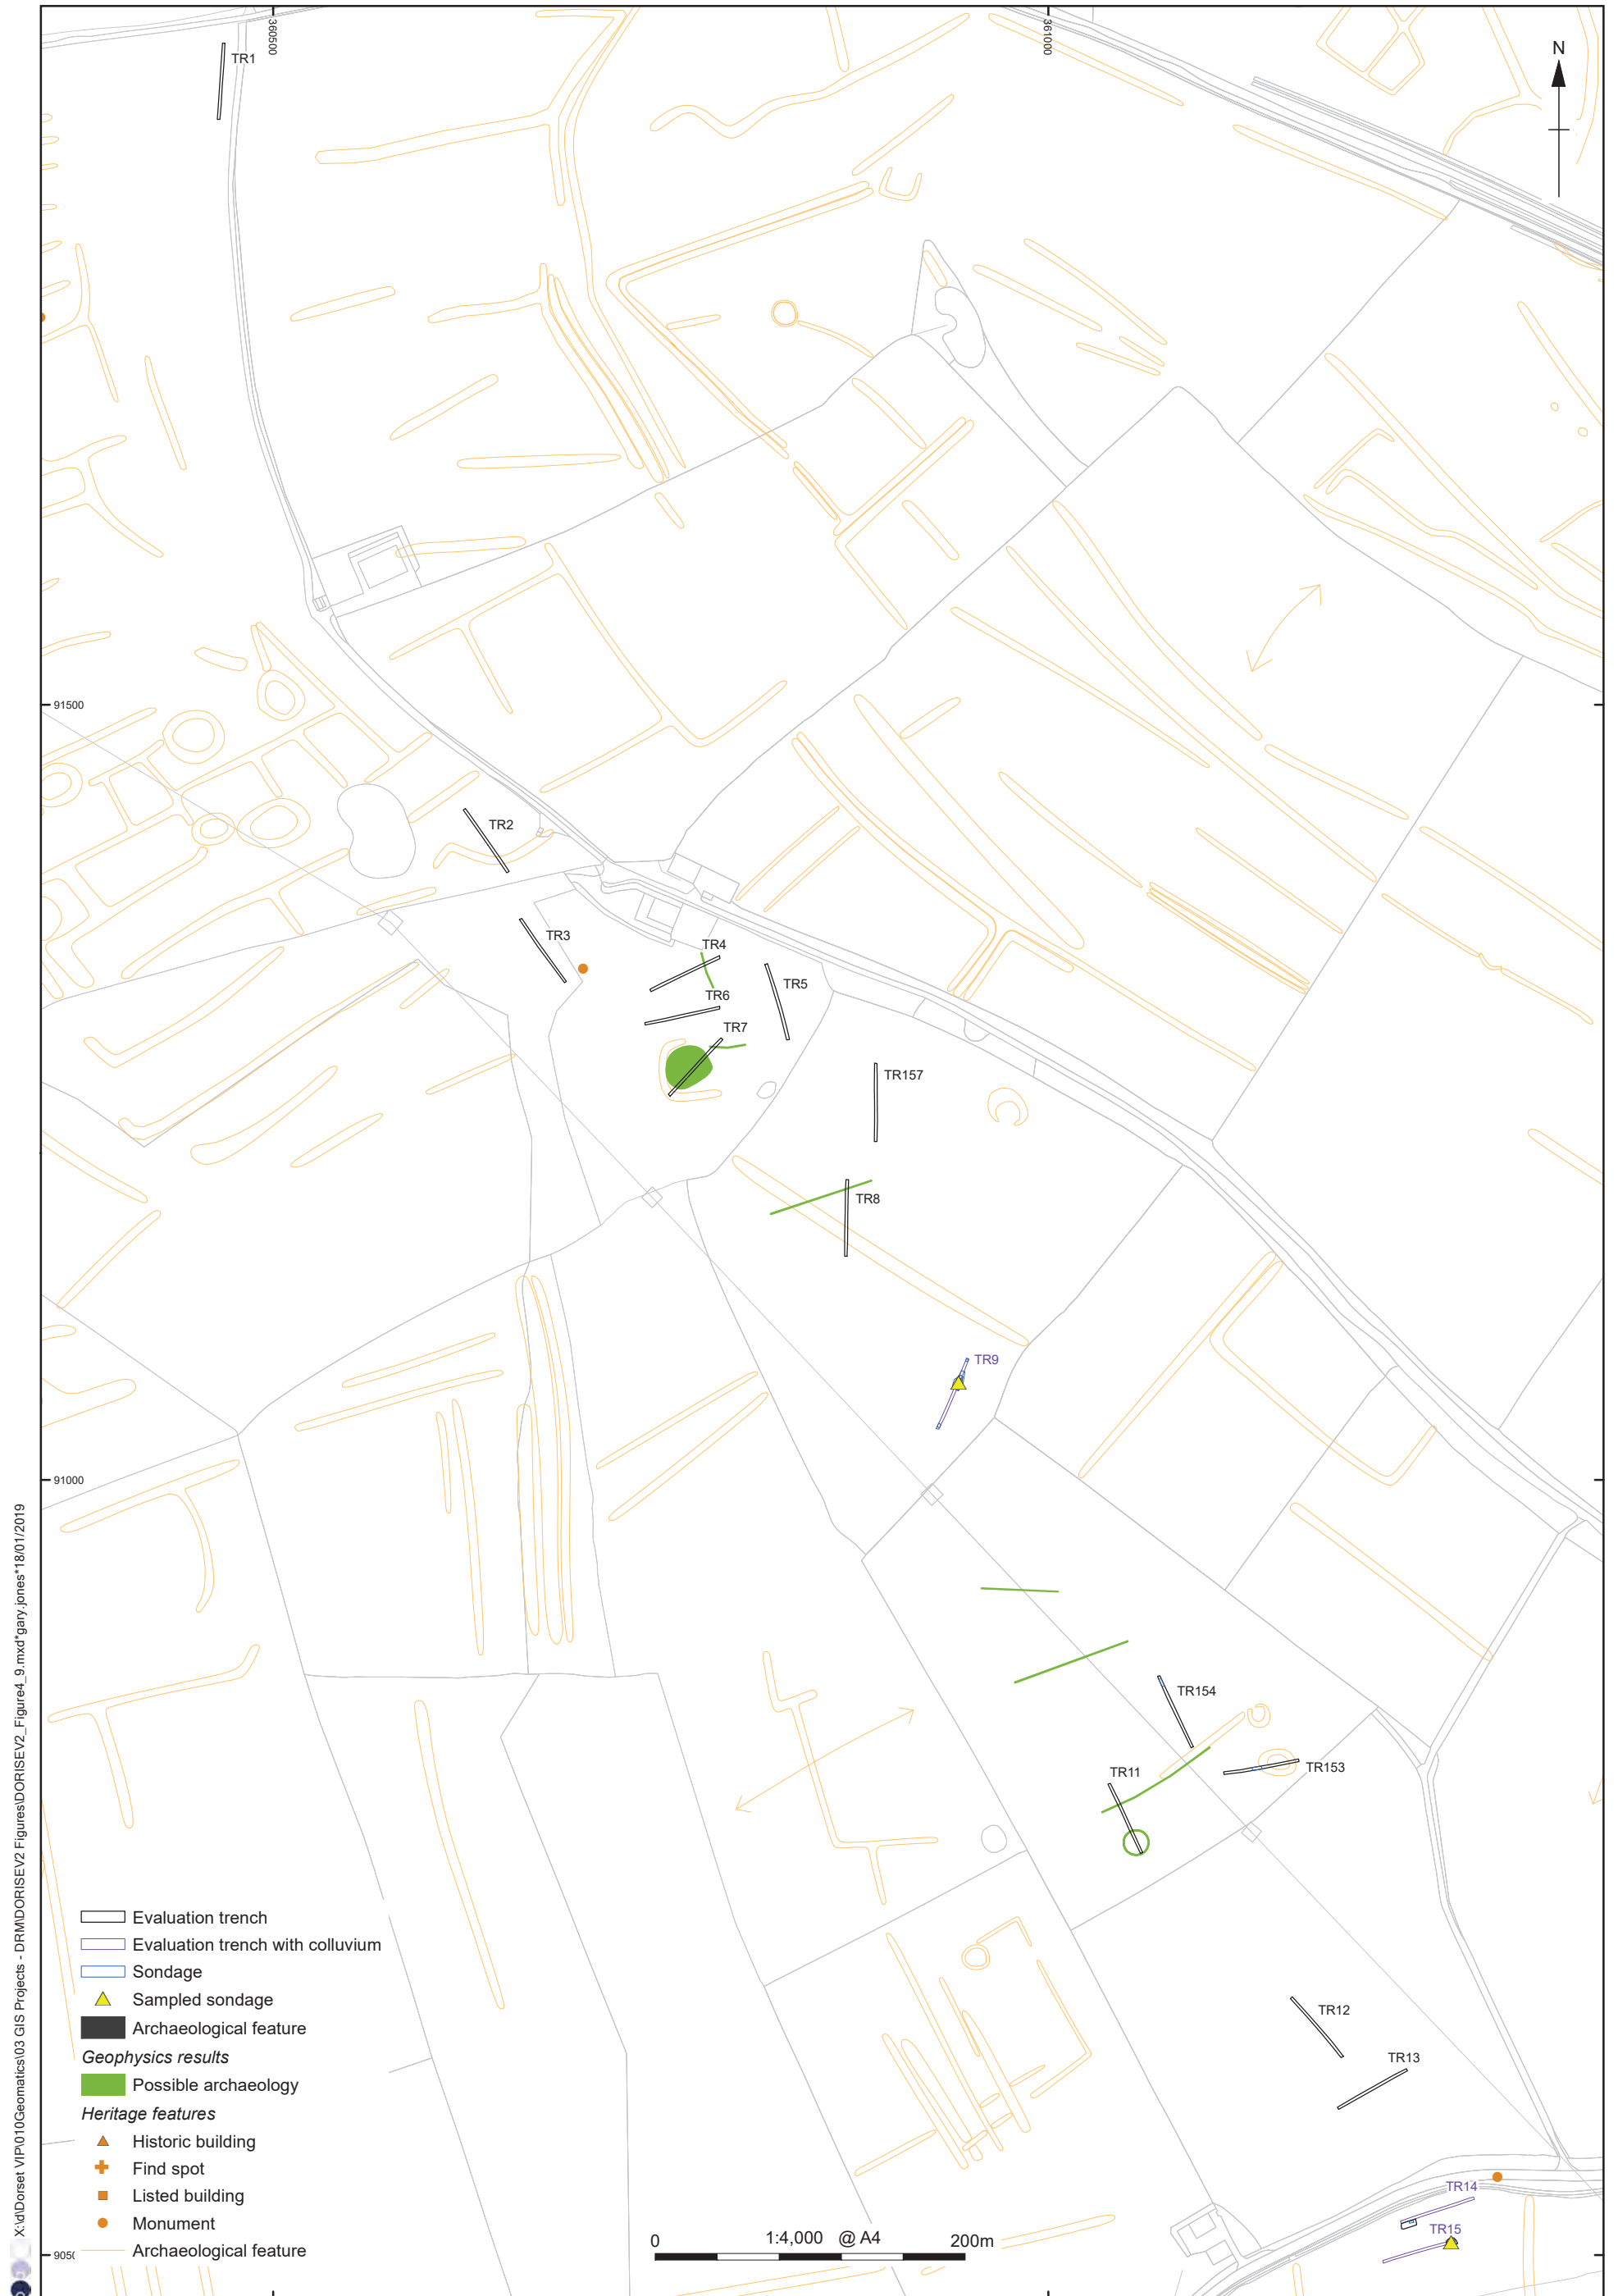 360500
361000
N
TR1
91500
TR2
TR3
TR4
TR5
TR6
TR7
TR157
TR8
TR9
91000
TR154
TR153
TR11
TR12
TR13
TR14
TR15
Evaluation trench
Evaluation trench with colluvium
Sondage
Sampled sondage
Archaeological feature
Geophysics results
Possible archaeology
Heritage features
Historic building
Find spot
Listed building
Monument
Archaeological feature
0 1:4,000 @ A4 200m
X:\d\Dorset VIP\010Geomatics\03 GIS Projects - DRM\DORISEV2 Figures\DORISEV2_Figure4_9.mxd*gary.jones*18/01/2019